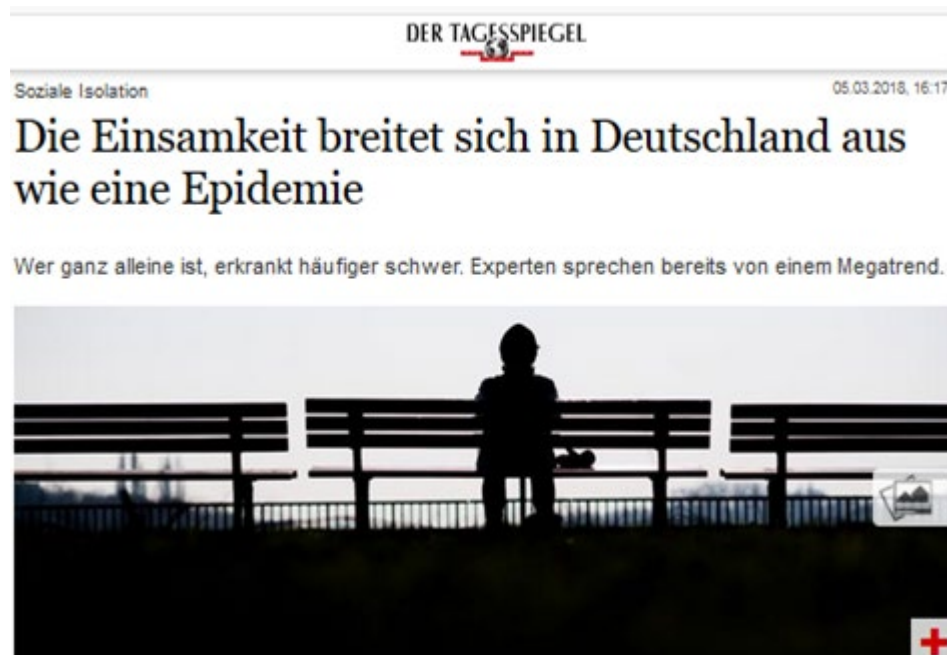 DER TAGESSPIEGEL
Soziale Isolation
05.03.2018, 16:17
Die Einsamkeit breitet sich in Deutschland aus
wie eine Epidemie
Wer ganz alleine ist, erkrankt häufiger schwer. Experten sprechen bereits von einem Megatrend.